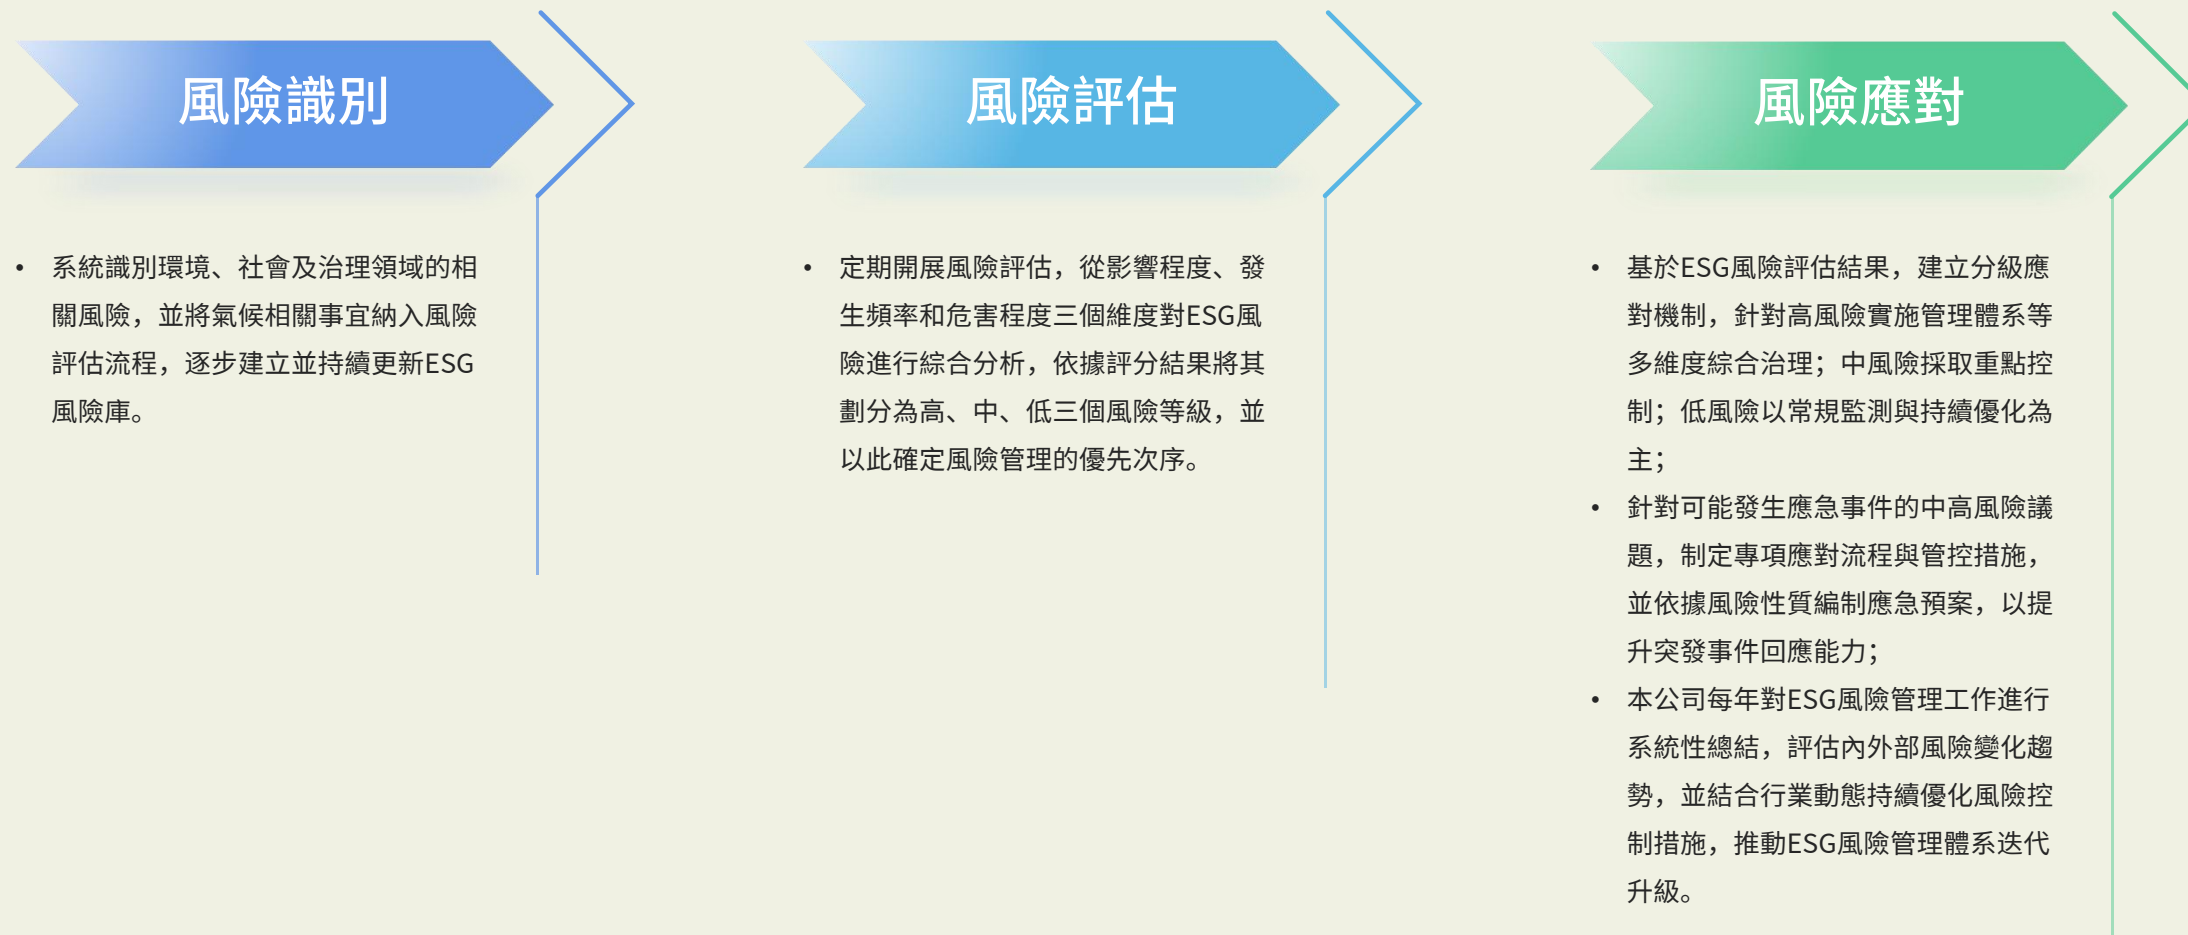 風險識別
系統識別環境、社會及治理領域的相
關風險，並將氣候相關事宜納入風險
評估流程，逐步建立並持續更新ESG
風險庫。
風險評估
定期開展風險評估，從影響程度、發
生頻率和危害程度三個維度對ESG風
險進行綜合分析，依據評分結果將其
劃分為高、中、低三個風險等級，並
以此確定風險管理的優先次序。
風險應對
基於ESG風險評估結果，建立分級應
對機制，針對高風險實施管理體系等
多維度綜合治理；中風險採取重點控
制；低風險以常規監測與持續優化為
主；
針對可能發生應急事件的中高風險議
題，制定專項應對流程與管控措施，
並依據風險性質編制應急預案，以提
升突發事件回應能力；
本公司每年對ESG風險管理工作進行
系統性總結，評估內外部風險變化趨
勢，並結合行業動態持續優化風險控
制措施，推動ESG風險管理體系迭代
升級。